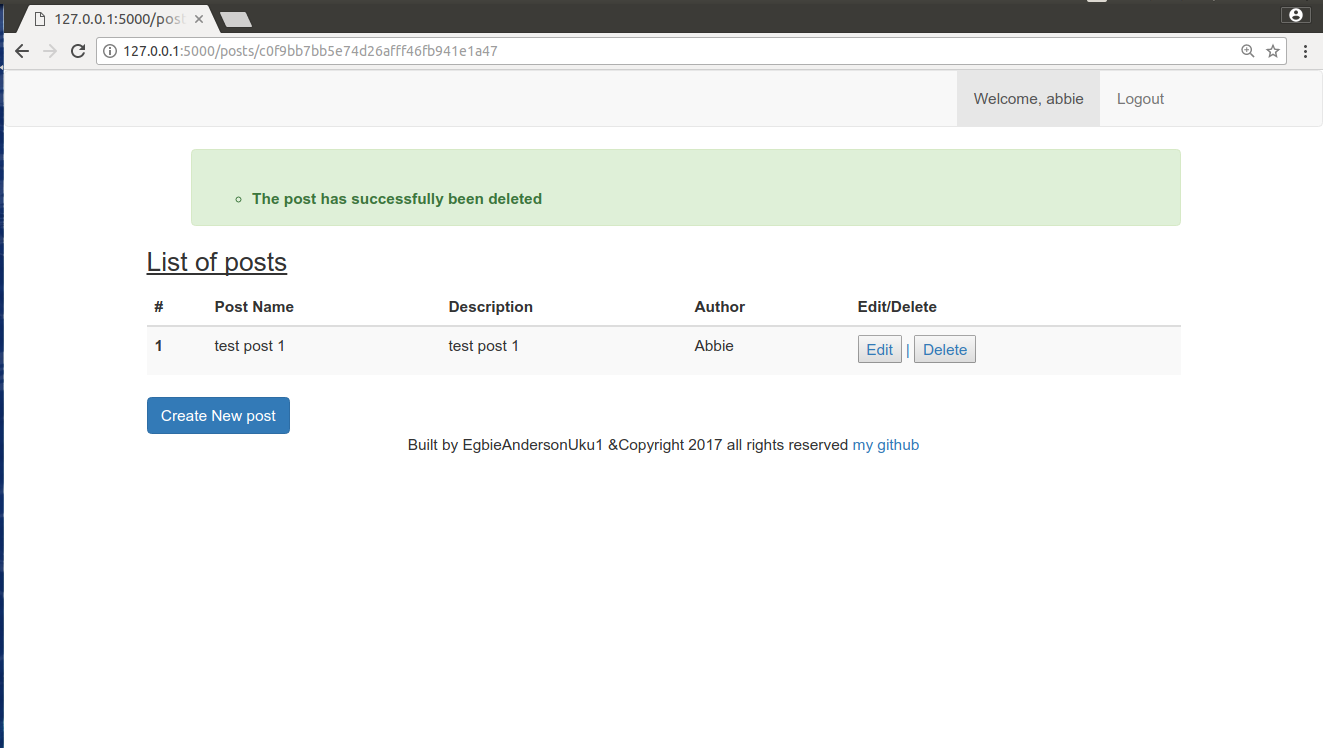 127.0.0.1:5000/post
127.0.0.1:5000/posts/c0f9bb7bb5e74d26afff46fb941e1a47
Welcome, abbie Logout
The post has successfully been deleted
List of posts
# Post Name Description Author Edit/Delete
1 test post 1 test post 1 Abbie Edit | Delete
Create New post
Built by EgbieAndersonUku1 &Copyright 2017 all rights reserved my github